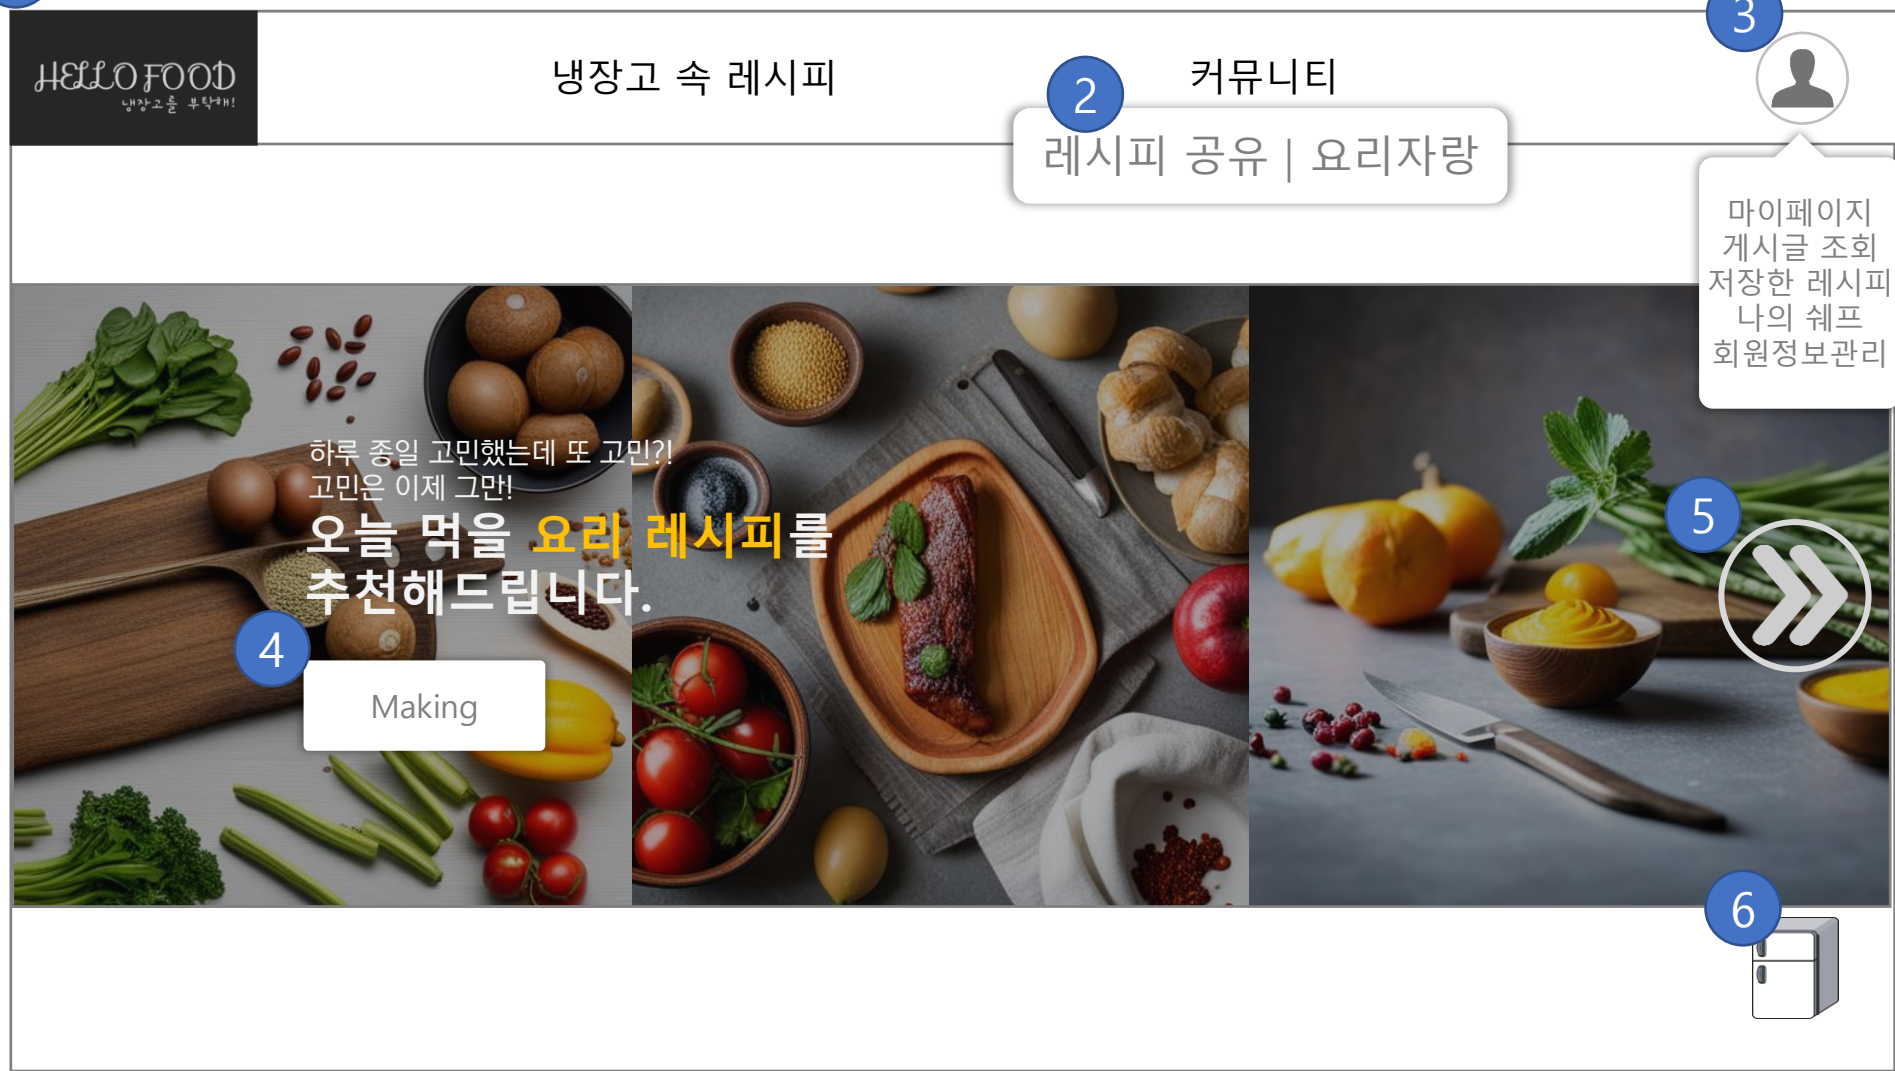 3
HELLO FOOD
냉장고를 부탁해!
냉장고 속 레시피
커뮤니티
2
레시피 공유 | 요리자랑
마이페이지
게시글 조회
저장한 레시피
나의 쉐프
회원정보관리
하루 종일 고민했는데 또 고민?!
고민은 이제 그만!
오늘 먹을 요리 레시피를
추천해드립니다.
5
4
Making
6